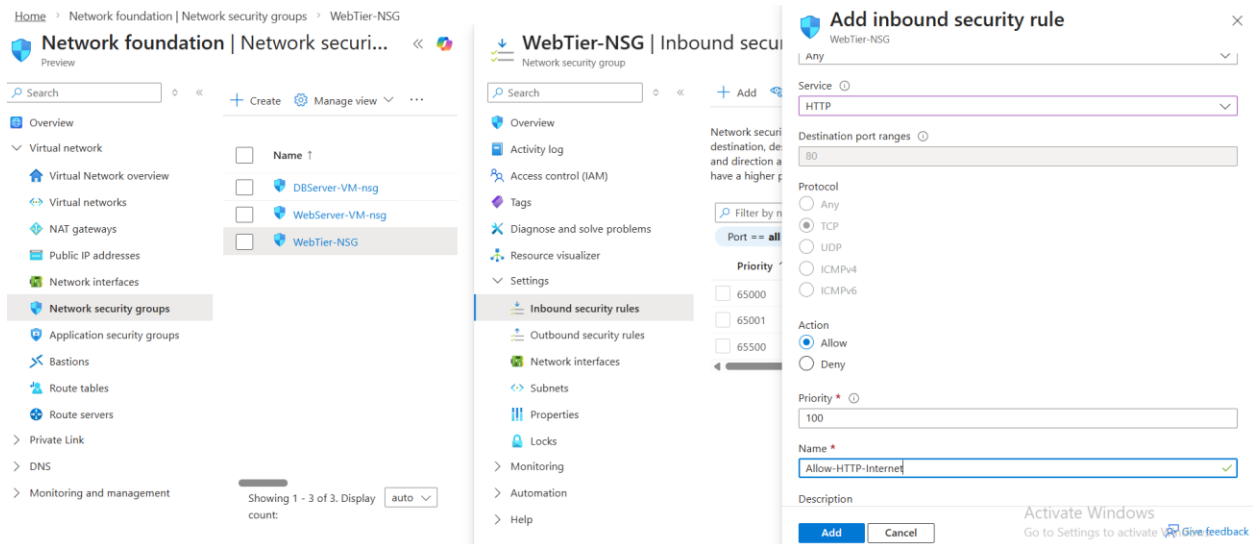 Home > Network foundation | Network security groups > WebTier-NSG
Network foundation | Network securi... «
Preview
Search
«
Overview
Virtual network
Virtual Network overview
Virtual networks
NAT gateways
Public IP addresses
Network interfaces
Network security groups
Application security groups
Bastions
Route tables
Route servers
Private Link
DNS
Monitoring and management
+ Create Manage view ...
Name ↑
DBServer-VM-nsg
WebServer-VM-nsg
WebTier-NSG
Showing 1 - 3 of 3. Display auto
count:
WebTier-NSG | Inbound secur
Network security group
Search
«
Overview
Activity log
Access control (IAM)
Tags
Diagnose and solve problems
Resource visualizer
Settings
Inbound security rules
Outbound security rules
Network interfaces
Subnets
Properties
Locks
Monitoring
Automation
Help
+ Add
Network securi
destination, de
and direction a
have a higher p
Filter by n
Port == all
Priority ↑
65000
65001
65500
Add inbound security rule
WebTier-NSG
Any
Service
HTTP
Destination port ranges
80
Protocol
Any
TCP
UDP
ICMPv4
ICMPv6
Action
Allow
Deny
Priority *
100
Name *
Allow-HTTP-Internet
Description
Activate Windows
Go to Settings to activate
Give feedback
Add Cancel